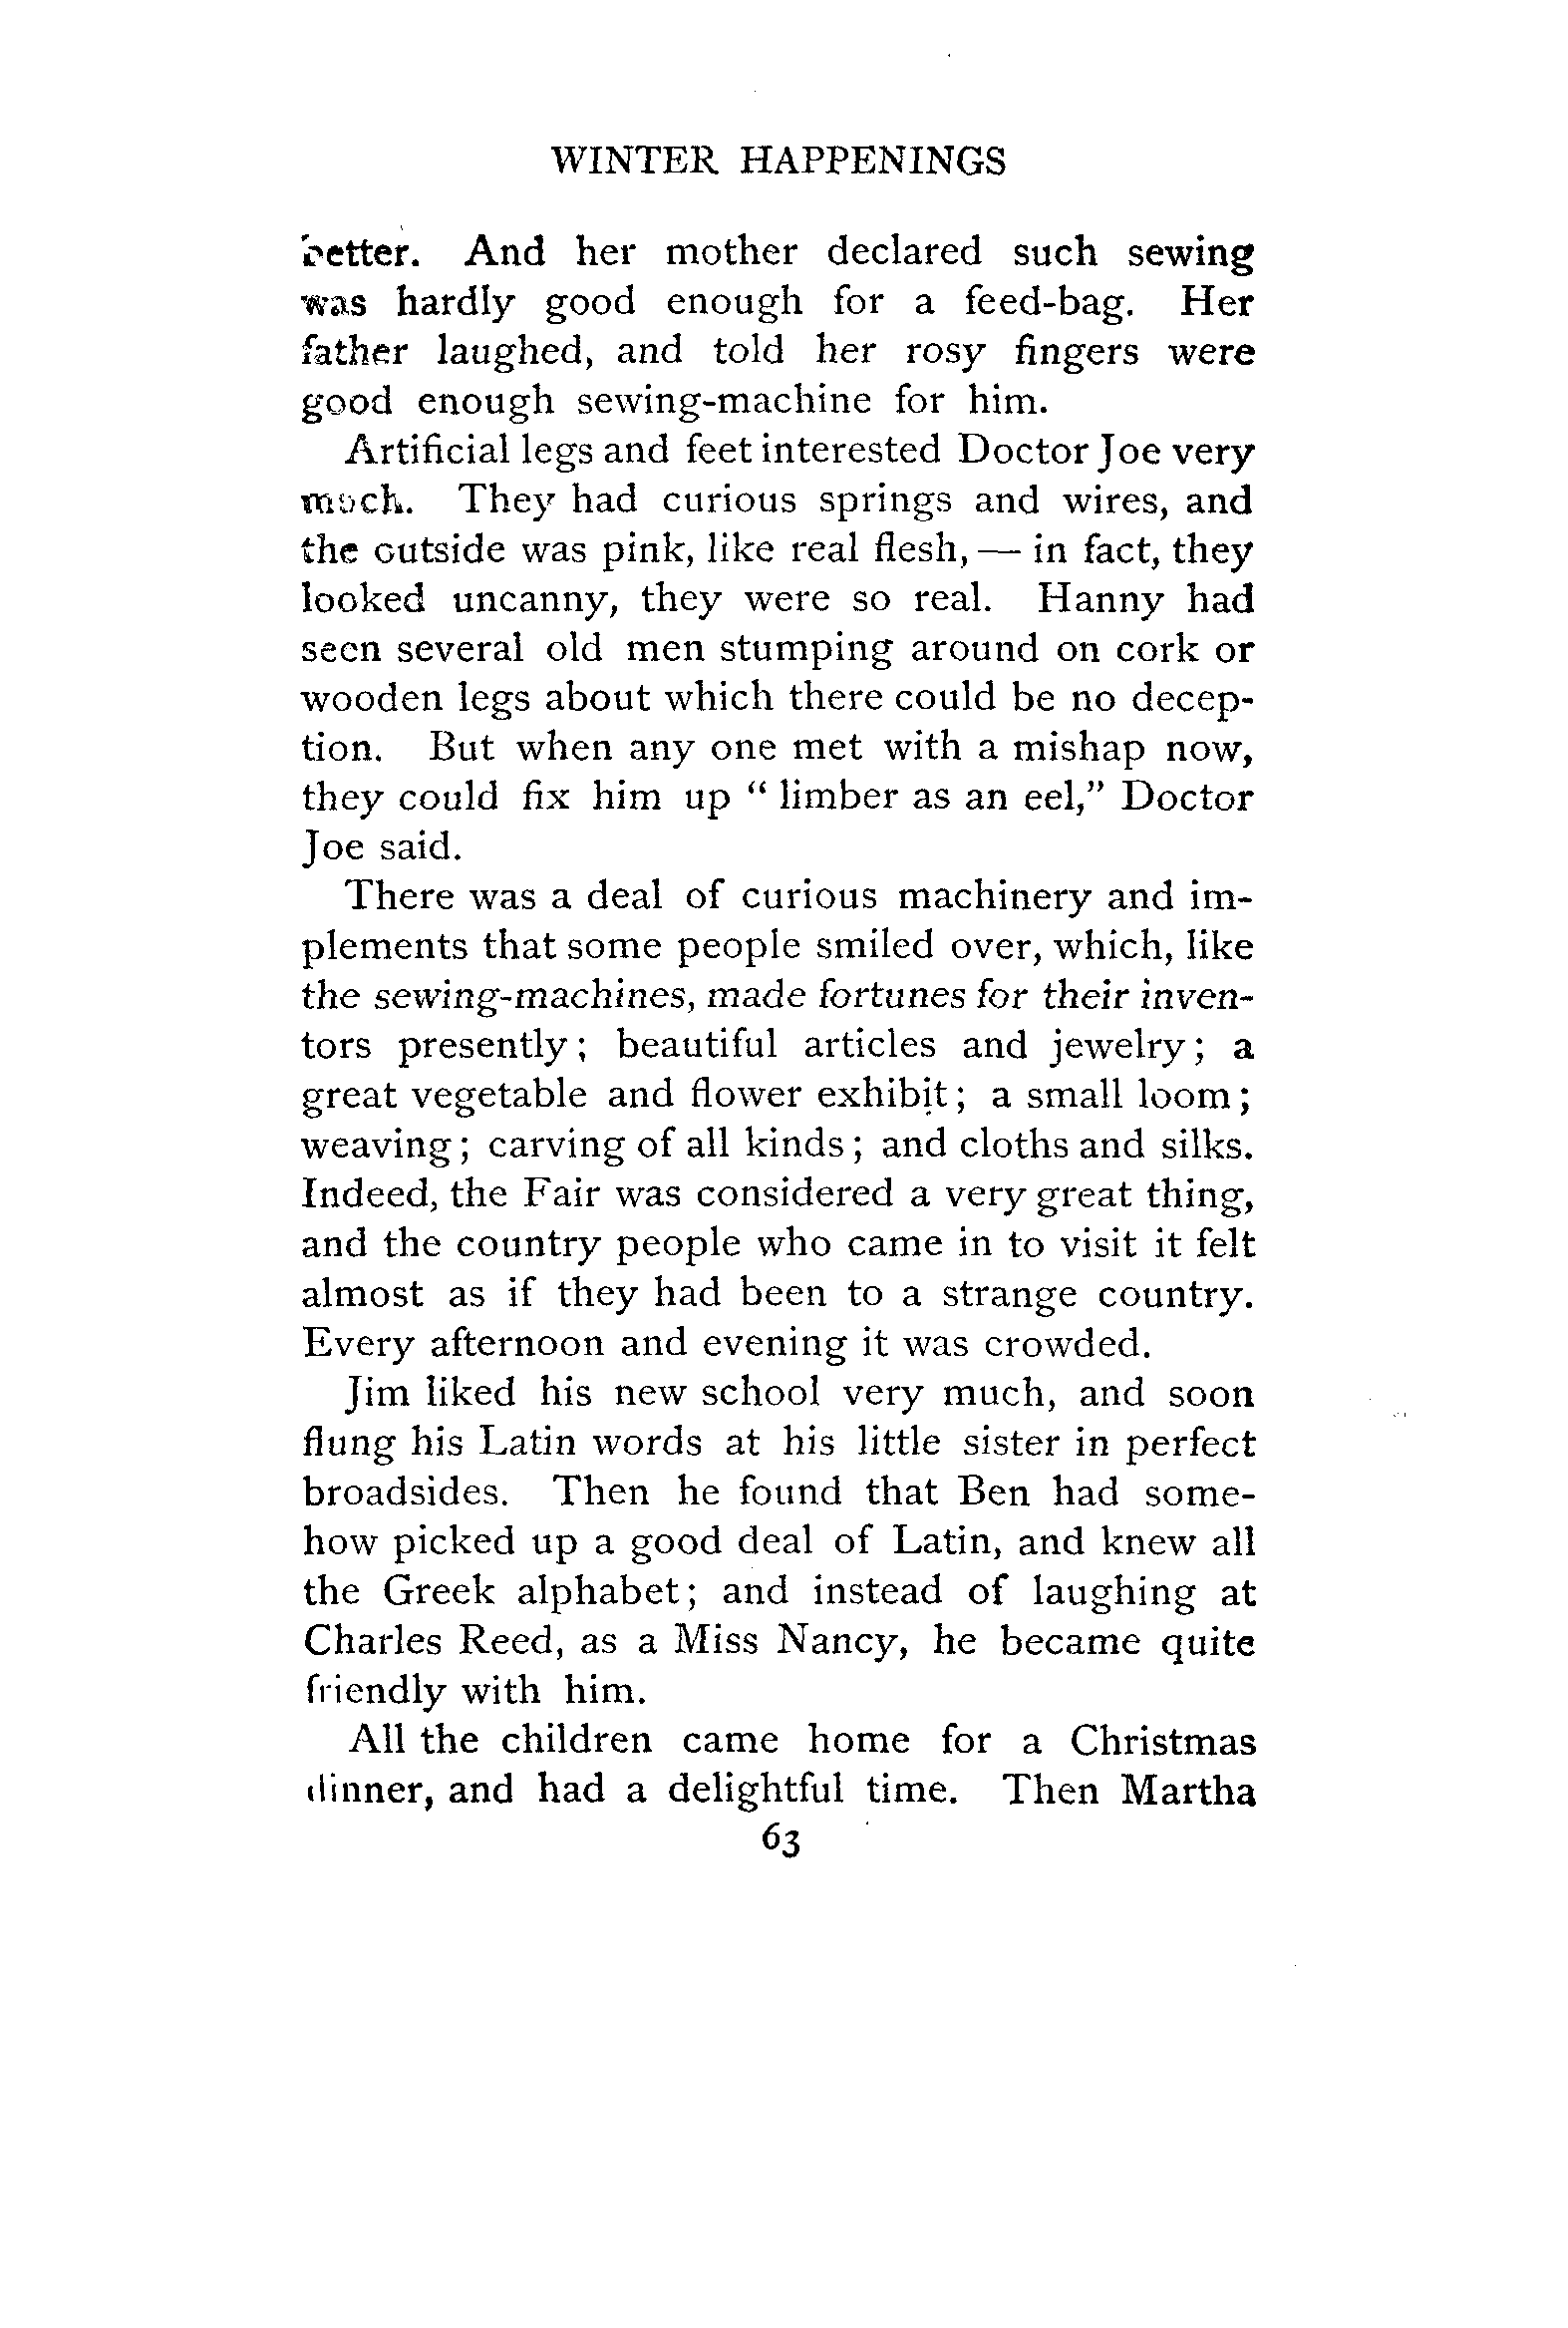 WINTER HAPPENINGS
better. And her mother declared such sewing
was hardly good enough for a feed-bag. Her
father laughed, and told her rosy fingers were
good enough sewing-machine for him.
Artificial legs and feet interested Doctor Joe very
much. They had curious springs and wires, and
the outside was pink, like real flesh, — in fact, they
looked uncanny, they were so real. Hanny had
seen several old men stumping around on cork or
wooden legs about which there could be no decep-
tion. But when any one met with a mishap now,
they could fix him up “ limber as an eel,” Doctor
Joe said.
There was a deal of curious machinery and im-
plements that some people smiled over, which, like
the sewing-machines, made fortunes for their inven-
tors presently; beautiful articles and jewelry; a
great vegetable and flower exhibit; a small loom;
weaving; carving of all kinds; and cloths and silks.
Indeed, the Fair was considered a very great thing,
and the country people who came in to visit it felt
almost as if they had been to a strange country.
Every afternoon and evening it was crowded.
Jim liked his new school very much, and soon
flung his Latin words at his little sister in perfect
broadsides. Then he found that Ben had some-
how picked up a good deal of Latin, and knew all
the Greek alphabet; and instead of laughing at
Charles Reed, as a Miss Nancy, he became quite
friendly with him.
All the children came home for a Christmas
dinner, and had a delightful time. Then Martha
63